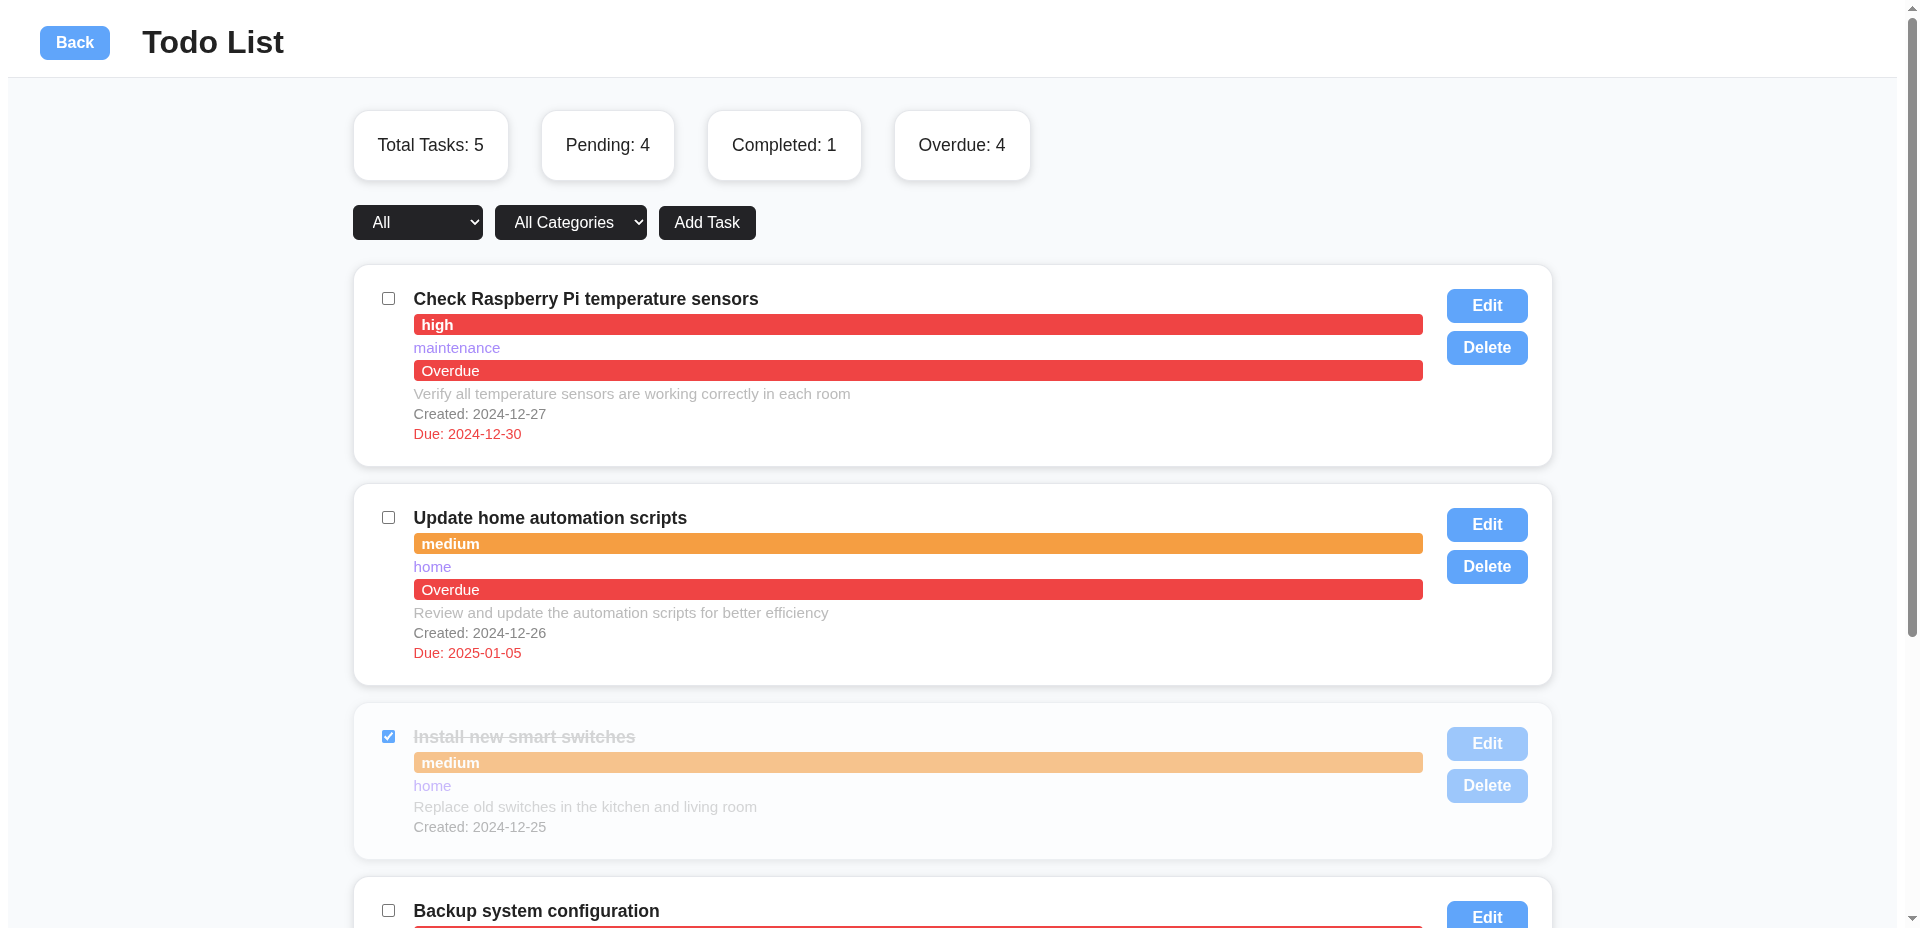 Back
Todo List
Total Tasks: 5
Pending: 4
Completed: 1
Overdue: 4
All
All Categories
Add Task
Check Raspberry Pi temperature sensors
high
maintenance
Overdue
Verify all temperature sensors are working correctly in each room
Created: 2024-12-27
Due: 2024-12-30
Edit
Delete
Update home automation scripts
medium
home
Overdue
Review and update the automation scripts for better efficiency
Created: 2024-12-26
Due: 2025-01-05
Edit
Delete
Install new smart switches
medium
home
Replace old switches in the kitchen and living room
Created: 2024-12-25
Edit
Delete
Backup system configuration
Edit